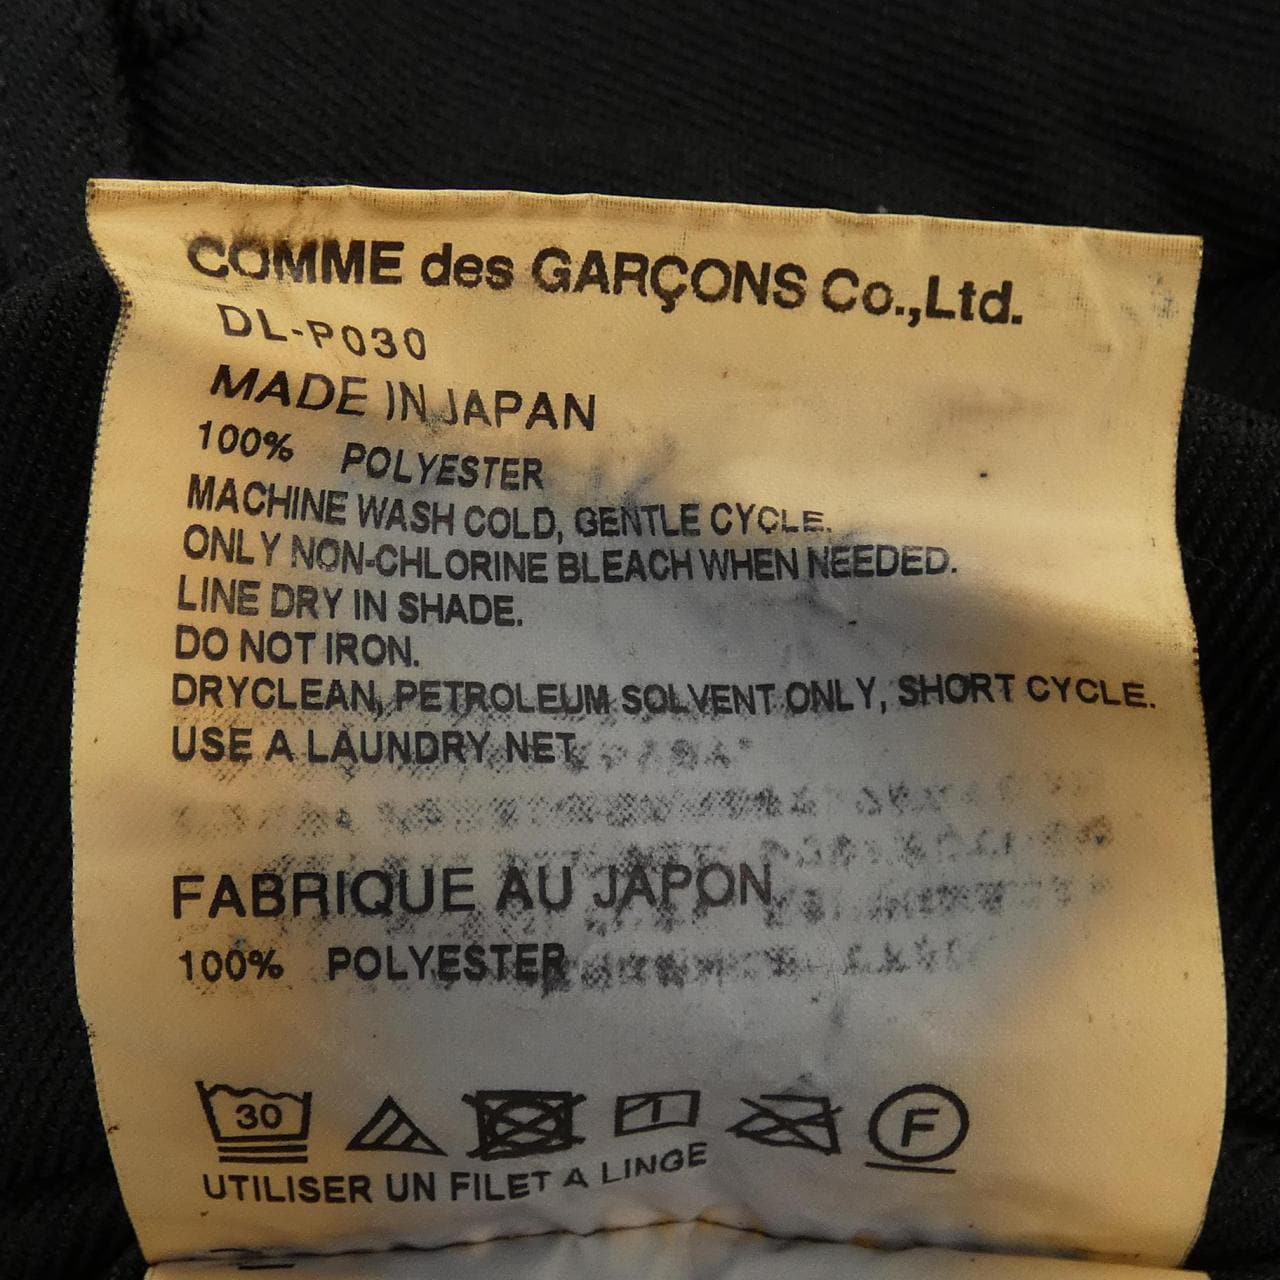 COMME des GARÇONS Co.,Ltd.
DL-P030
MADE IN JAPAN
100% POLYESTER
MACHINE WASH COLD, GENTLE CYCLE.
ONLY NON-CHLORINE BLEACH WHEN NEEDED.
LINE DRY IN SHADE.
DO NOT IRON.
DRYCLEAN, PETROLEUM SOLVENT ONLY, SHORT CYCLE.
USE A LAUNDRY NET
FABRIQUE AU JAPON
100% POLYESTER
30 F
UTILISER UN FILET A LINGE